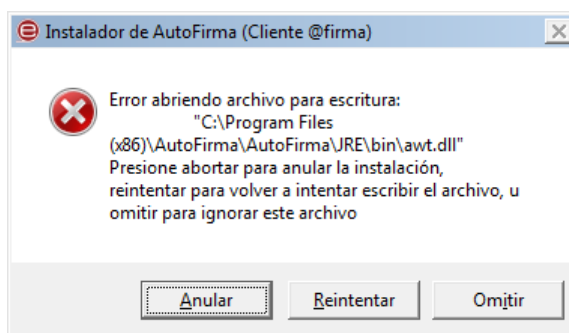 Instalador de AutoFirma (Cliente @firma)
Error abriendo archivo para escritura:
"C:\Program Files
(x86)\AutoFirma\AutoFirma\JRE\bin\awt.dll"
Presione abortar para anular la instalación,
reintentar para volver a intentar escribir el archivo, u
omitir para ignorar este archivo
Anular
Reintentar
Omitir